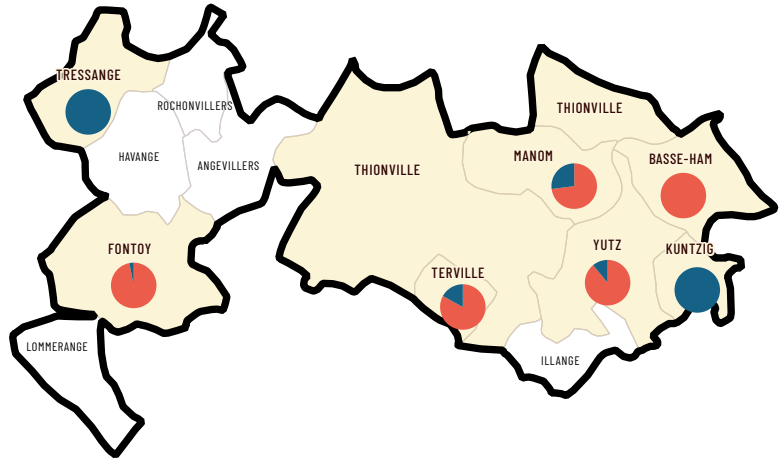 TRESSANGE
ROCHONVILLERS
HAVANGE
ANGEVILLERS
THIONVILLE
THIONVILLE
MANOM
BASSE-HAM
FONTOY
TERVILLE
YUTZ
KUNTZIG
LOMMERANGE
ILLANGE